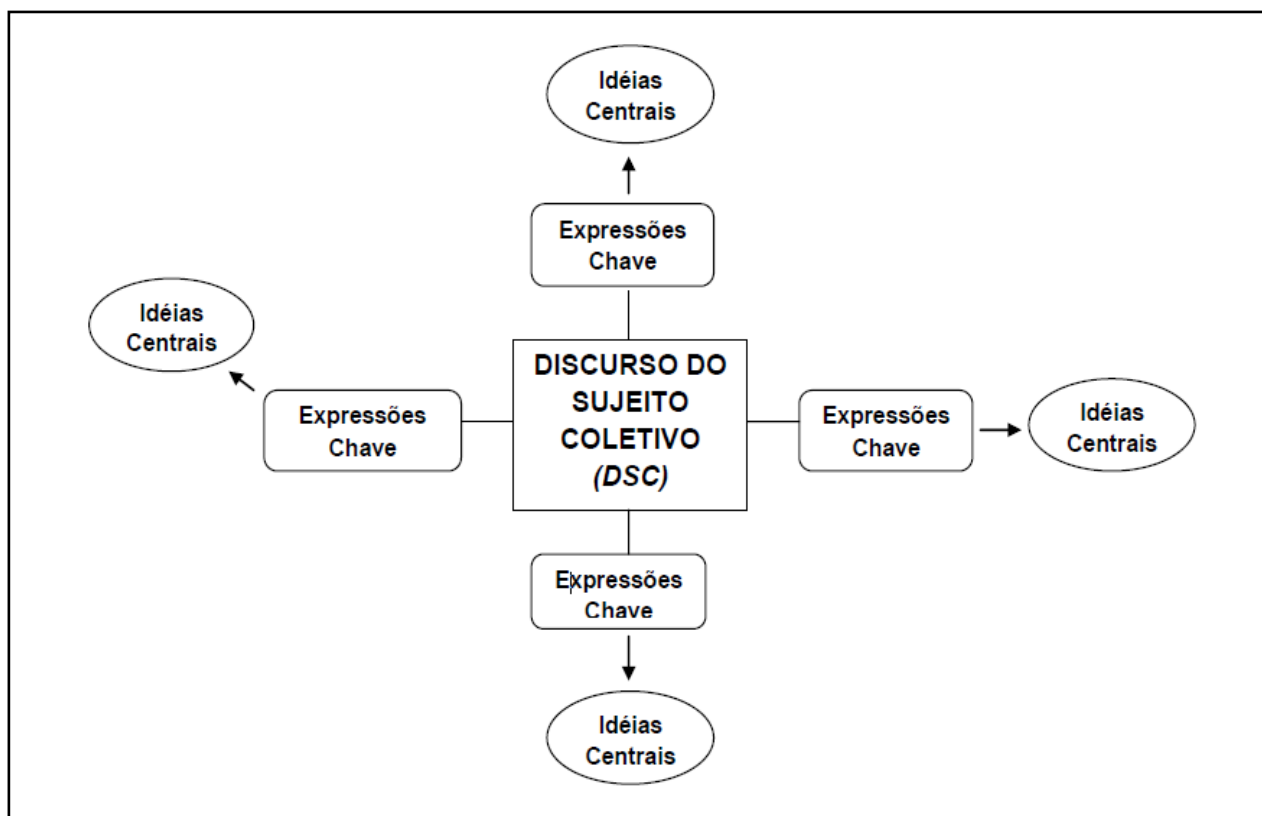 Idéias
Centrais
Expressões
Chave
Idéias
Centrais
Expressões
Chave
DISCURSO DO
SUJEITO
COLETIVO
(DSC)
Expressões
Chave
Idéias
Centrais
Expressões
Chave
Idéias
Centrais